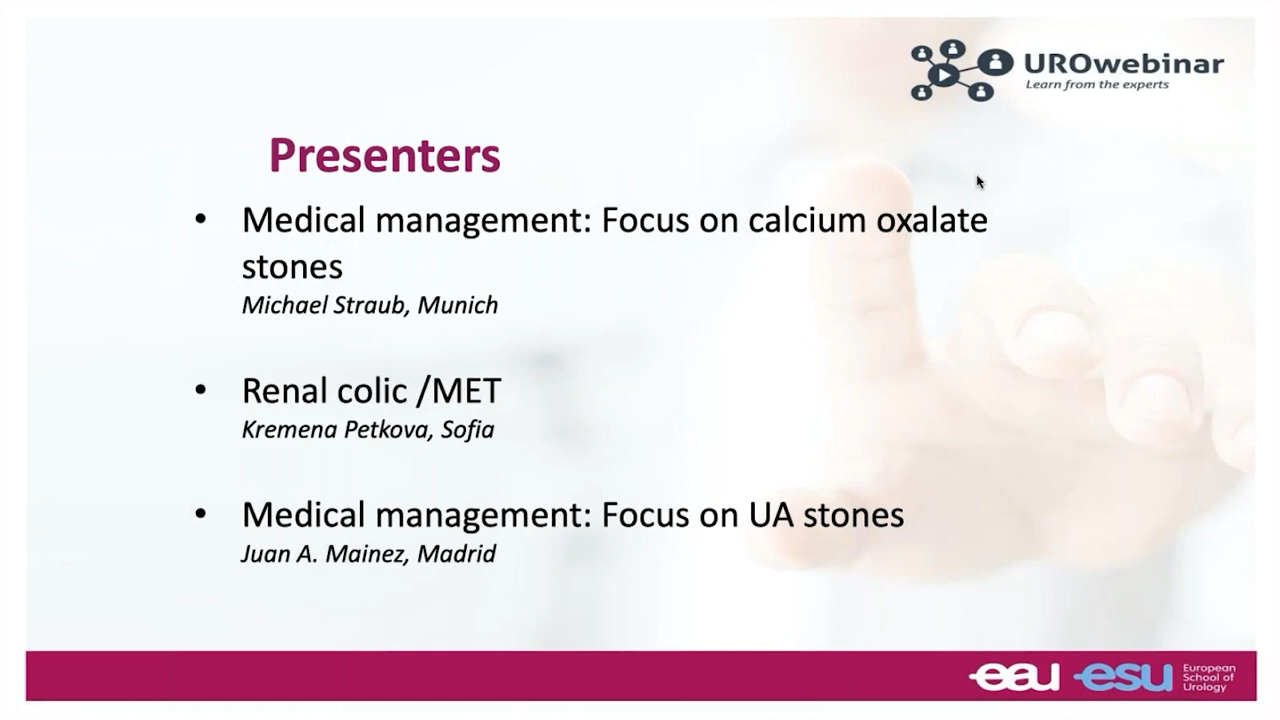 UROwebinar
Learn from the experts
Presenters
• Medical management: Focus on calcium oxalate
stones
Michael Straub, Munich
• Renal colic /MET
Kremena Petkova, Sofia
• Medical management: Focus on UA stones
Juan A. Mainez, Madrid
eau esu European
School of
Urology